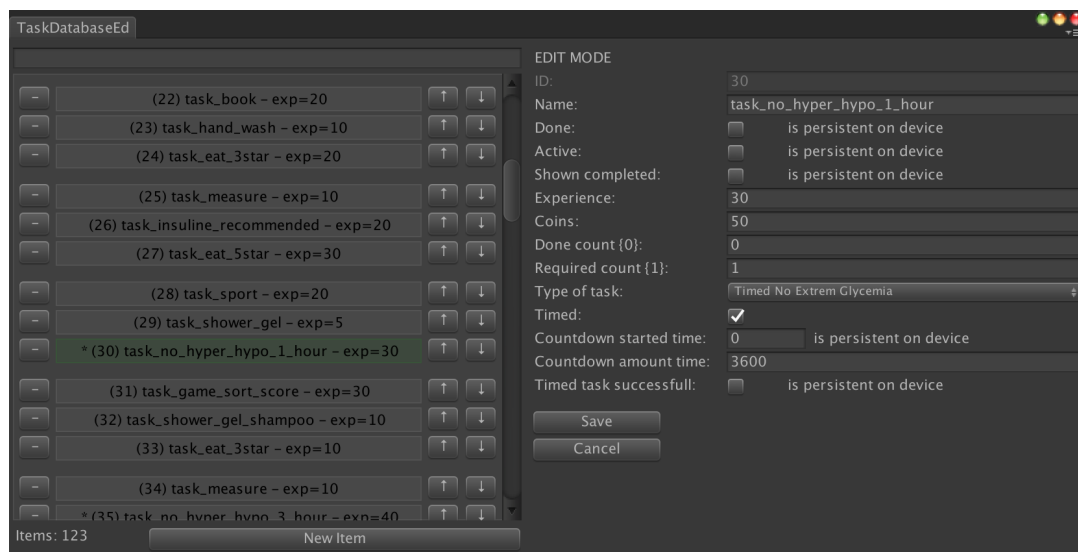 TaskDatabaseEd
− (22) task_book – exp=20 ↑ ↓
− (23) task_hand_wash – exp=10 ↑ ↓
− (24) task_eat_3star – exp=20 ↑ ↓
− (25) task_measure – exp=10 ↑ ↓
− (26) task_insuline_recommended – exp=20 ↑ ↓
− (27) task_eat_5star – exp=30 ↑ ↓
− (28) task_sport – exp=20 ↑ ↓
− (29) task_shower_gel – exp=5 ↑ ↓
− * (30) task_no_hyper_hypo_1_hour – exp=30 ↑ ↓
− (31) task_game_sort_score – exp=30 ↑ ↓
− (32) task_shower_gel_shampoo – exp=10 ↑ ↓
− (33) task_eat_3star – exp=10 ↑ ↓
− (34) task_measure – exp=10 ↑ ↓
− * (35) task_no_hyper_hypo_3_hour – exp=40 ↑ ↓
Items: 123 New Item
EDIT MODE
ID: 30
Name: task_no_hyper_hypo_1_hour
Done: is persistent on device
Active: is persistent on device
Shown completed: is persistent on device
Experience: 30
Coins: 50
Done count {0}: 0
Required count {1}: 1
Type of task: Timed No Extrem Glycemia
Timed:
Countdown started time: 0 is persistent on device
Countdown amount time: 3600
Timed task successfull: is persistent on device
Save
Cancel